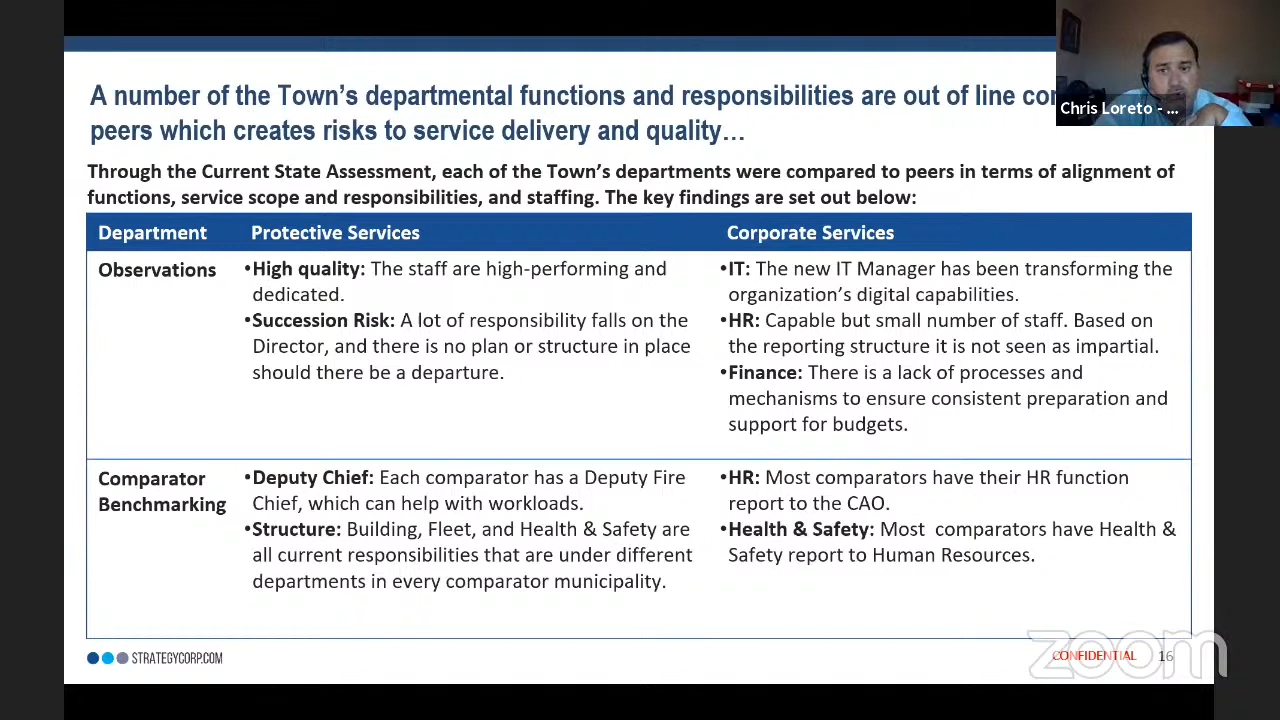 A number of the Town's departmental functions and responsibilities are out of line
peers which creates risks to service delivery and quality…
Chris Loreto - ...
Through the Current State Assessment, each of the Town's departments were compared to peers in terms of alignment of
functions, service scope and responsibilities, and staffing. The key findings are set out below:
Department Protective Services Corporate Services
Observations
•High quality: The staff are high-performing and
dedicated.
•Succession Risk: A lot of responsibility falls on the
Director, and there is no plan or structure in place
should there be a departure.
•IT: The new IT Manager has been transforming the
organization's digital capabilities.
•HR: Capable but small number of staff. Based on
the reporting structure it is not seen as impartial.
•Finance: There is a lack of processes and
mechanisms to ensure consistent preparation and
support for budgets.
Comparator
Benchmarking
•Deputy Chief: Each comparator has a Deputy Fire
Chief, which can help with workloads.
•Structure: Building, Fleet, and Health & Safety are
all current responsibilities that are under different
departments in every comparator municipality.
•HR: Most comparators have their HR function
report to the CAO.
•Health & Safety: Most comparators have Health &
Safety report to Human Resources.
STRATEGYCORP.COM
CONFIDENTIAL 16
zoom